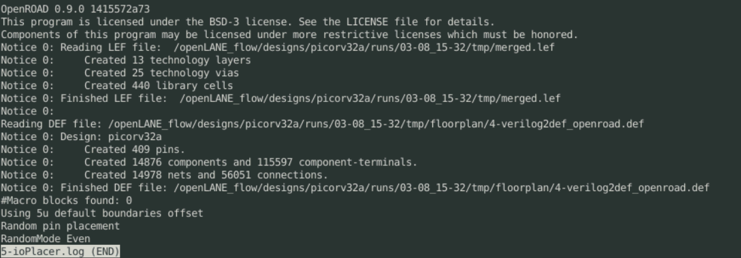 OpenROAD 0.9.0 1415572a73
This program is licensed under the BSD-3 license. See the LICENSE file for details.
Components of this program may be licensed under more restrictive licenses which must be honored.
Notice 0: Reading LEF file:  /openLANE_flow/designs/picorv32a/runs/03-08_15-32/tmp/merged.lef
Notice 0:     Created 13 technology layers
Notice 0:     Created 25 technology vias
Notice 0:     Created 440 library cells
Notice 0: Finished LEF file:  /openLANE_flow/designs/picorv32a/runs/03-08_15-32/tmp/merged.lef
Notice 0:
Reading DEF file: /openLANE_flow/designs/picorv32a/runs/03-08_15-32/tmp/floorplan/4-verilog2def_openroad.def
Notice 0: Design: picorv32a
Notice 0:     Created 409 pins.
Notice 0:     Created 14876 components and 115597 component-terminals.
Notice 0:     Created 14978 nets and 56051 connections.
Notice 0: Finished DEF file: /openLANE_flow/designs/picorv32a/runs/03-08_15-32/tmp/floorplan/4-verilog2def_openroad.def
#Macro blocks found: 0
Using 5u default boundaries offset
Random pin placement
RandomMode Even
5-ioPlacer.log (END)